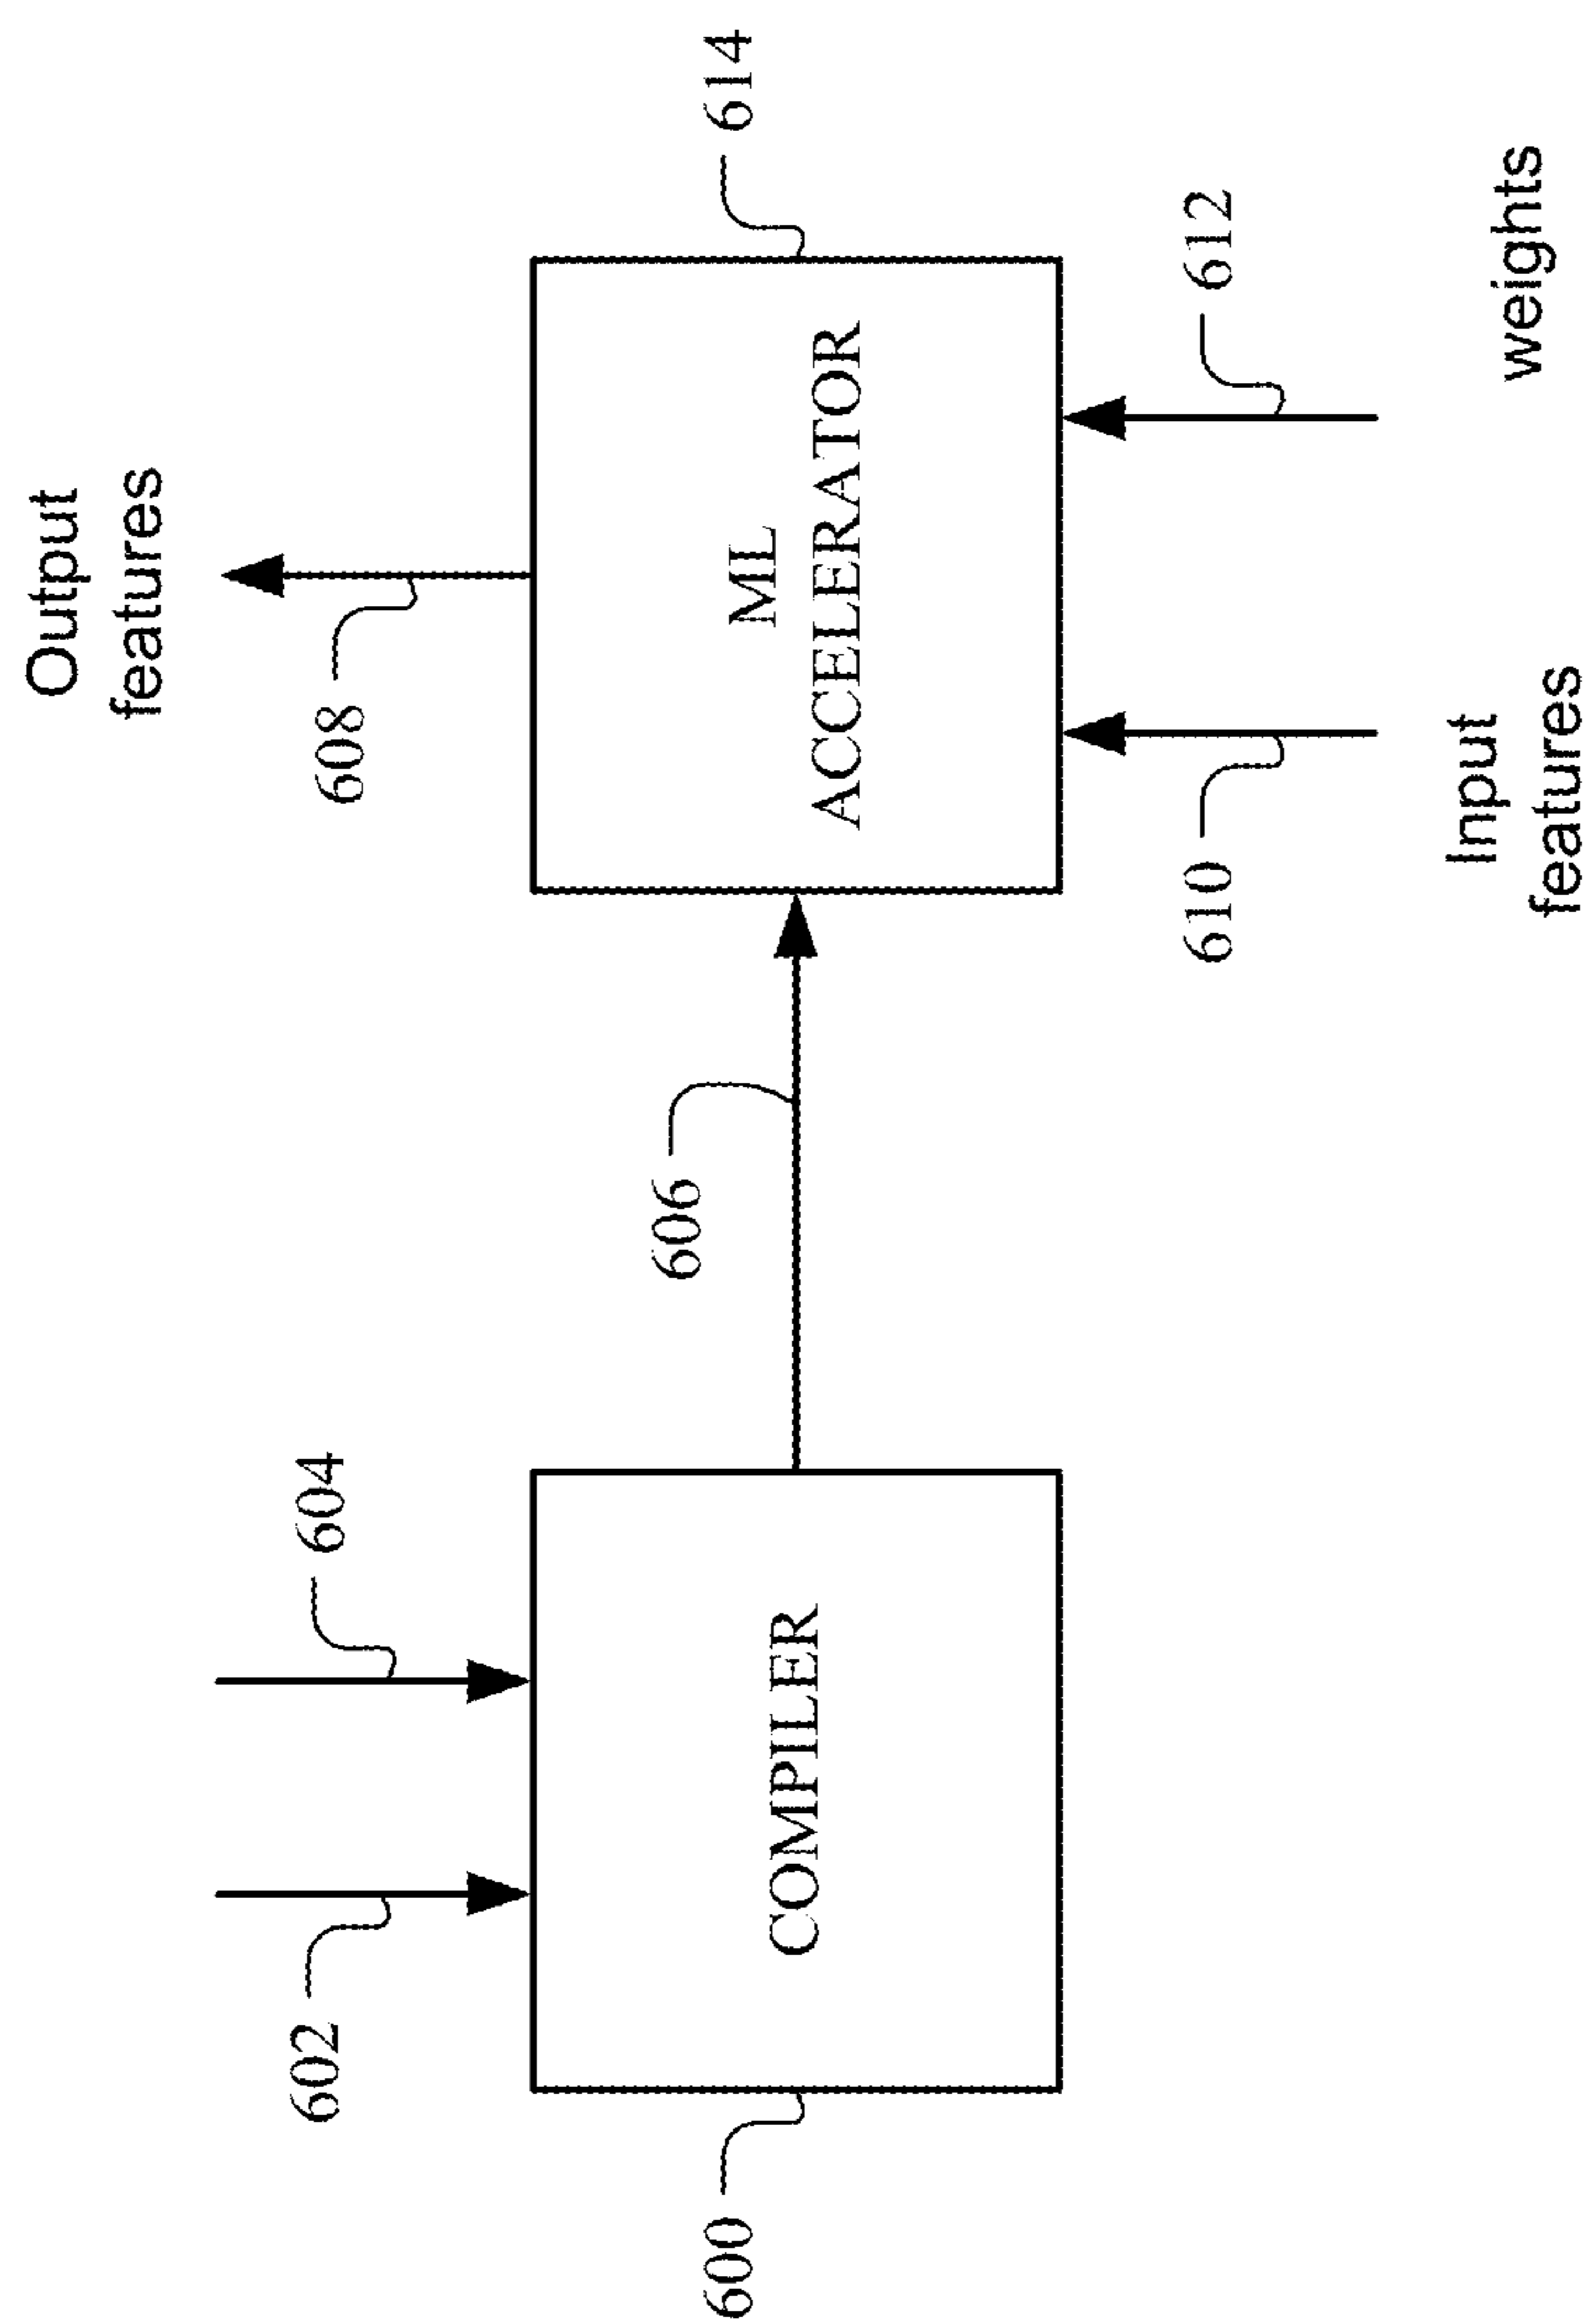 Output
features
608
614
ML
ACCELERATOR
606
610
612
Input
features
weights
602
604
COMPILER
600